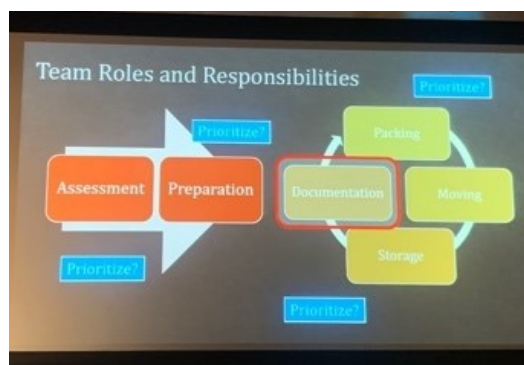 Team Roles and Responsibilities
Prioritize?
Prioritize?
Packing
Assessment
Preparation
Documentation
Moving
Storage
Prioritize?
Prioritize?